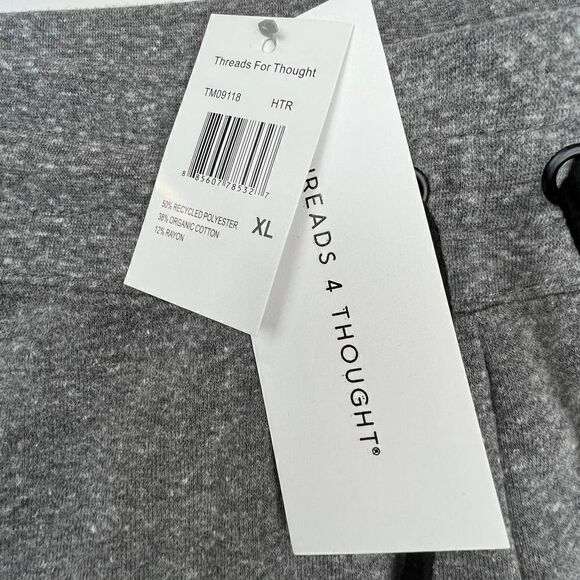 Threads For Thought
TM09118 HTR
8 85607 78532 7
50% RECYCLED POLYESTER
38% ORGANIC COTTON
12% RAYON
XL
READS 4 THOUGHT®